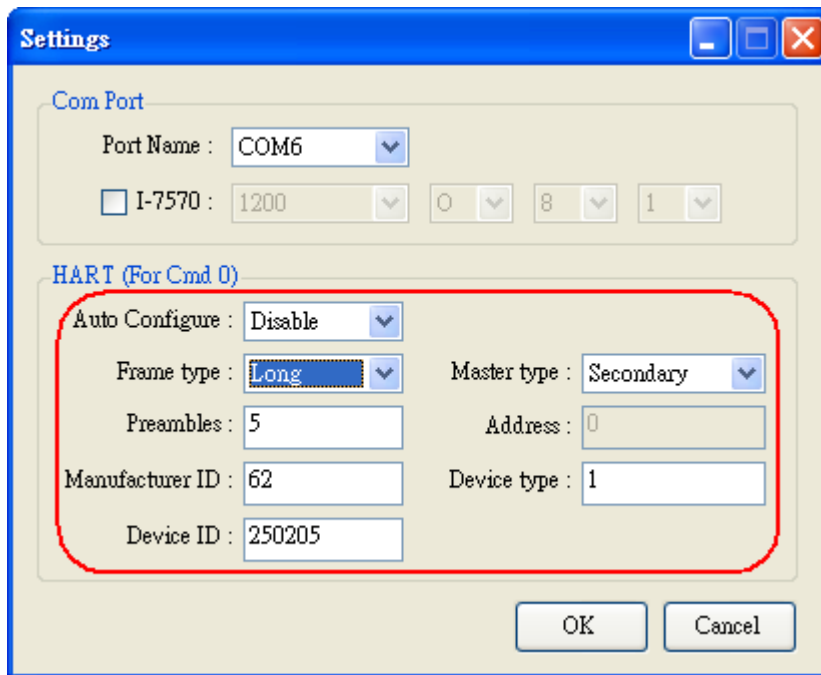 Settings
Com Port
Port Name : COM6
I-7570 : 1200 O 8 1
HART (For Cmd 0)
Auto Configure : Disable
Frame type : Long Master type : Secondary
Preambles : 5 Address : 0
Manufacturer ID : 62 Device type : 1
Device ID : 250205
OK Cancel